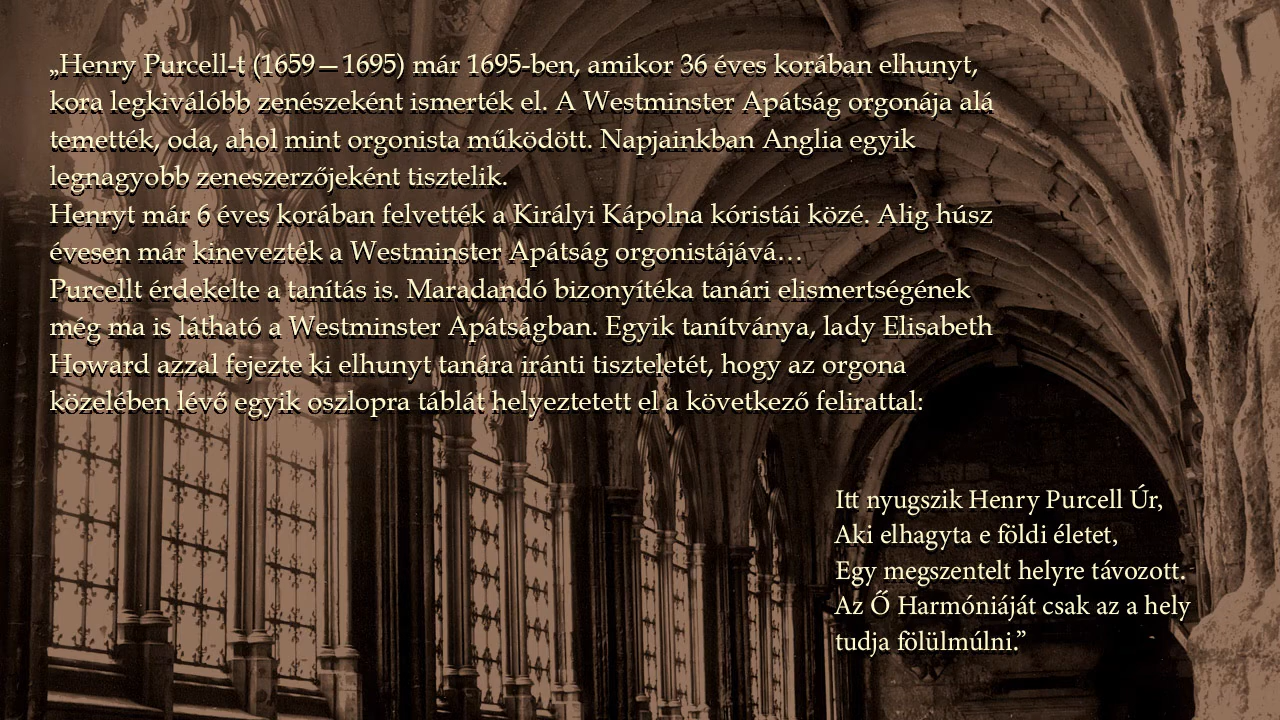 „Henry Purcell-t (1659—1695) már 1695-ben, amikor 36 éves korában elhunyt,
kora legkiválóbb zenészeként ismerték el. A Westminster Apátság orgonája alá
temették, oda, ahol mint orgonista működött. Napjainkban Anglia egyik
legnagyobb zeneszerzőjeként tisztelik.
Henryt már 6 éves korában felvették a Királyi Kápolna kóristái közé. Alig húsz
évesen már kinevezték a Westminster Apátság orgonistájává…
Purcellt érdekelte a tanítás is. Maradandó bizonyítéka tanári elismertségének
még ma is látható a Westminster Apátságban. Egyik tanítványa, lady Elisabeth
Howard azzal fejezte ki elhunyt tanára iránti tiszteletét, hogy az orgona
közelében lévő egyik oszlopra táblát helyeztetett el a következő felirattal:
Itt nyugszik Henry Purcell Úr,
Aki elhagyta e földi életet,
Egy megszentelt helyre távozott.
Az Ő Harmóniáját csak az a hely
tudja fölülmúlni.”